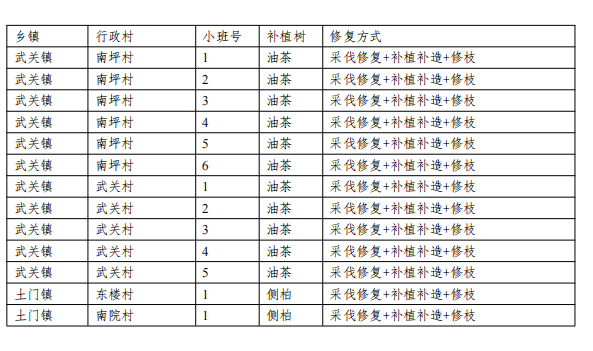 乡镇 行政村 小班号 补植树 修复方式
武关镇 南坪村 1 油茶 采伐修复+补植补造+修枝
武关镇 南坪村 2 油茶 采伐修复+补植补造+修枝
武关镇 南坪村 3 油茶 采伐修复+补植补造+修枝
武关镇 南坪村 4 油茶 采伐修复+补植补造+修枝
武关镇 南坪村 5 油茶 采伐修复+补植补造+修枝
武关镇 南坪村 6 油茶 采伐修复+补植补造+修枝
武关镇 武关村 1 油茶 采伐修复+补植补造+修枝
武关镇 武关村 2 油茶 采伐修复+补植补造+修枝
武关镇 武关村 3 油茶 采伐修复+补植补造+修枝
武关镇 武关村 4 油茶 采伐修复+补植补造+修枝
武关镇 武关村 5 油茶 采伐修复+补植补造+修枝
土门镇 东楼村 1 侧柏 采伐修复+补植补造+修枝
土门镇 南院村 1 侧柏 采伐修复+补植补造+修枝